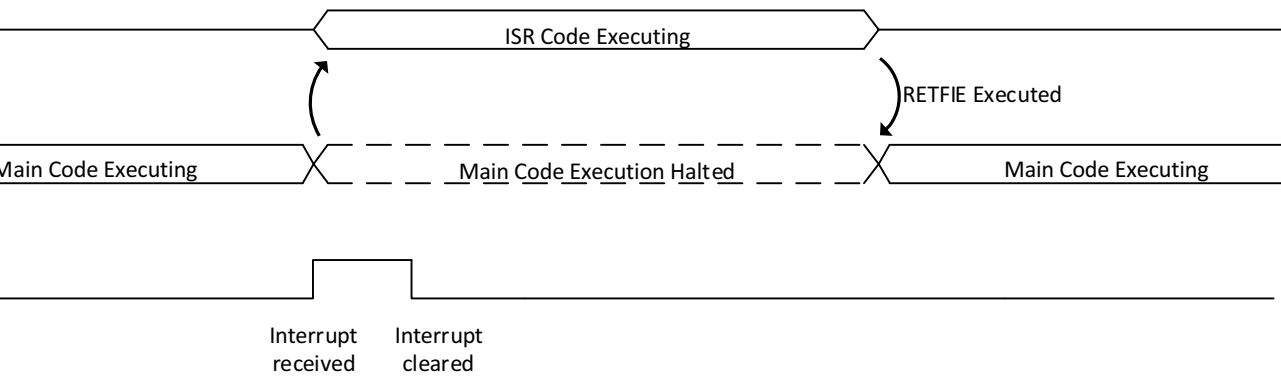 ISR Code Executing
RETFIE Executed
Main Code Executing
Main Code Execution Halted
Main Code Executing
Interrupt
received
Interrupt
cleared